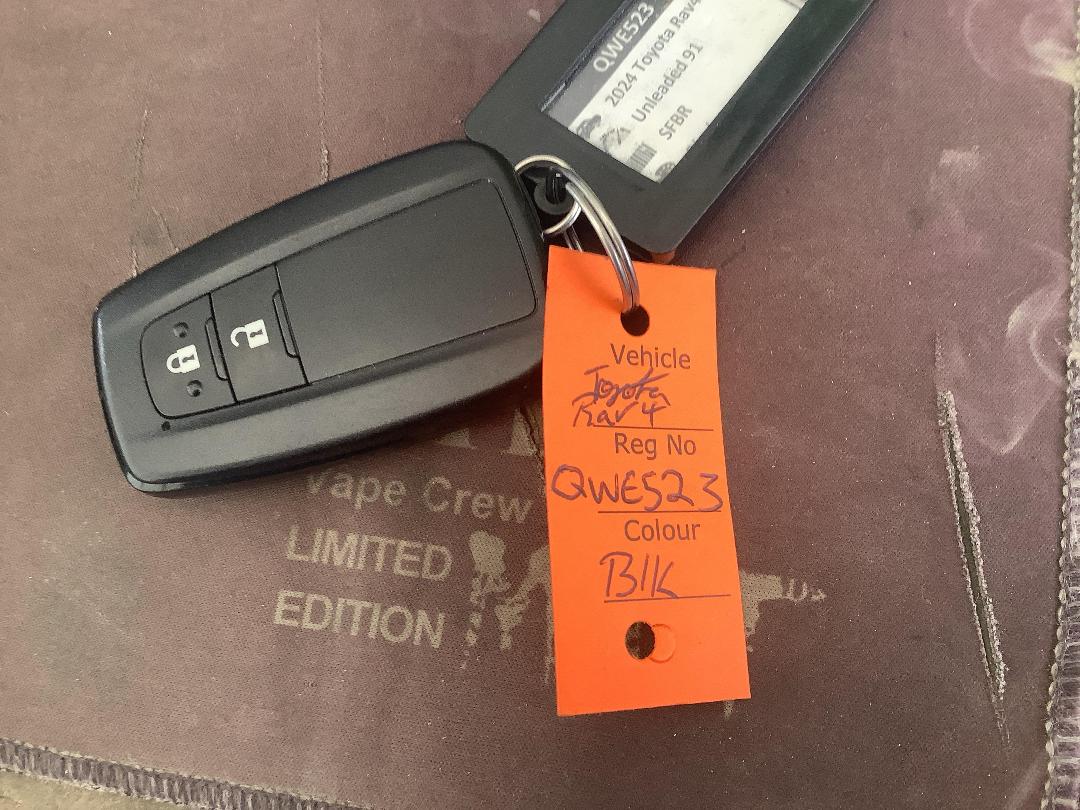 QWE523
2024 Toyota Rav4
Unleaded 91
SFBR
Vehicle
Toyota
Rav 4
Reg No
QWE523
Colour
Blk
Vape Crew
LIMITED
EDITION